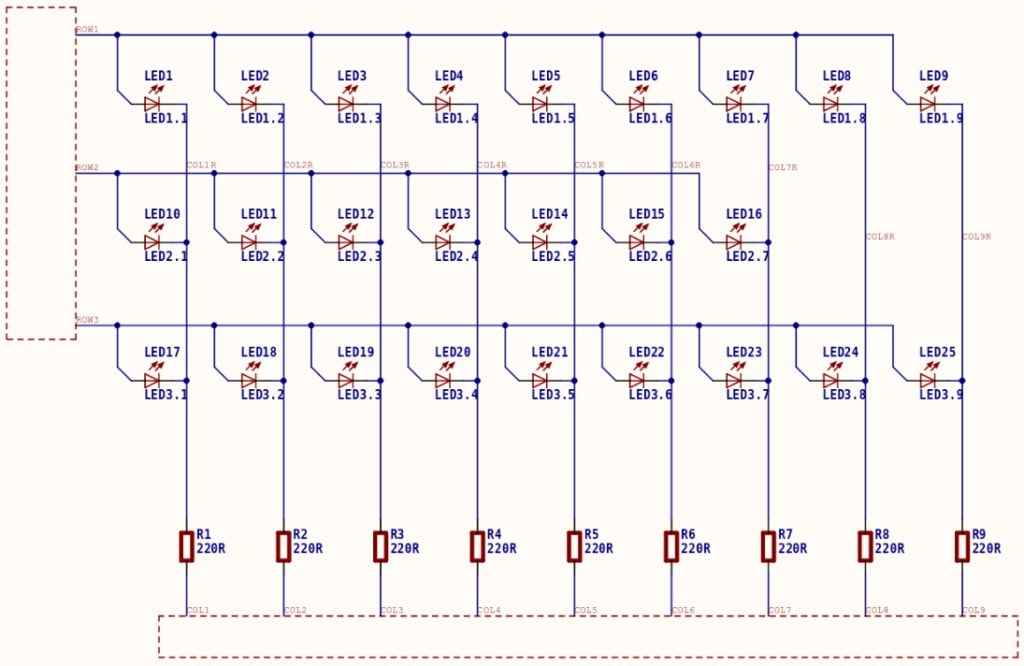 ROW1
LED1 LED2 LED3 LED4 LED5 LED6 LED7 LED8 LED9
LED1.1 LED1.2 LED1.3 LED1.4 LED1.5 LED1.6 LED1.7 LED1.8 LED1.9
ROW2 COL1R COL2R COL3R COL4R COL5R COL6R COL7R
LED10 LED11 LED12 LED13 LED14 LED15 LED16
COL8R COL9R
LED2.1 LED2.2 LED2.3 LED2.4 LED2.5 LED2.6 LED2.7
ROW3
LED17 LED18 LED19 LED20 LED21 LED22 LED23 LED24 LED25
LED3.1 LED3.2 LED3.3 LED3.4 LED3.5 LED3.6 LED3.7 LED3.8 LED3.9
R1 R2 R3 R4 R5 R6 R7 R8 R9
220R 220R 220R 220R 220R 220R 220R 220R 220R
COL1 COL2 COL3 COL4 COL5 COL6 COL7 COL8 COL9